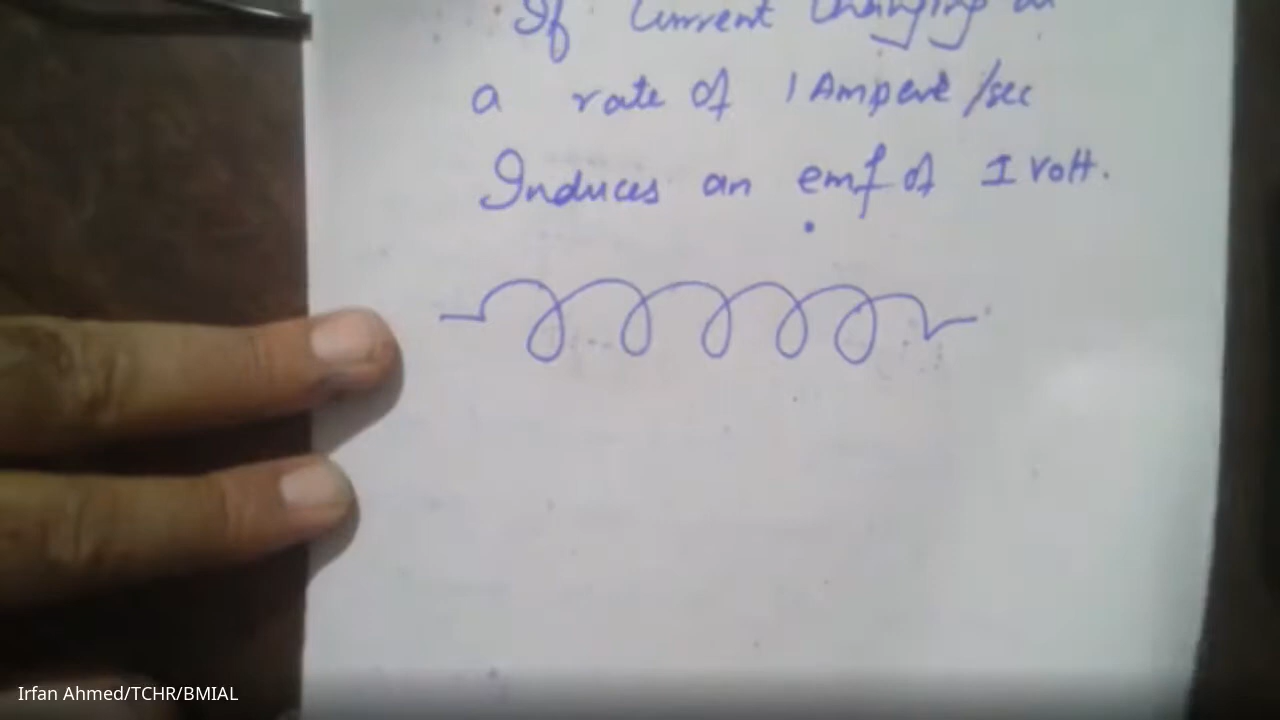 If Current Changing at
a rate of 1 Ampere/sec
Induces an emf of 1 Volt.
Irfan Ahmed/TCHR/BMIAL